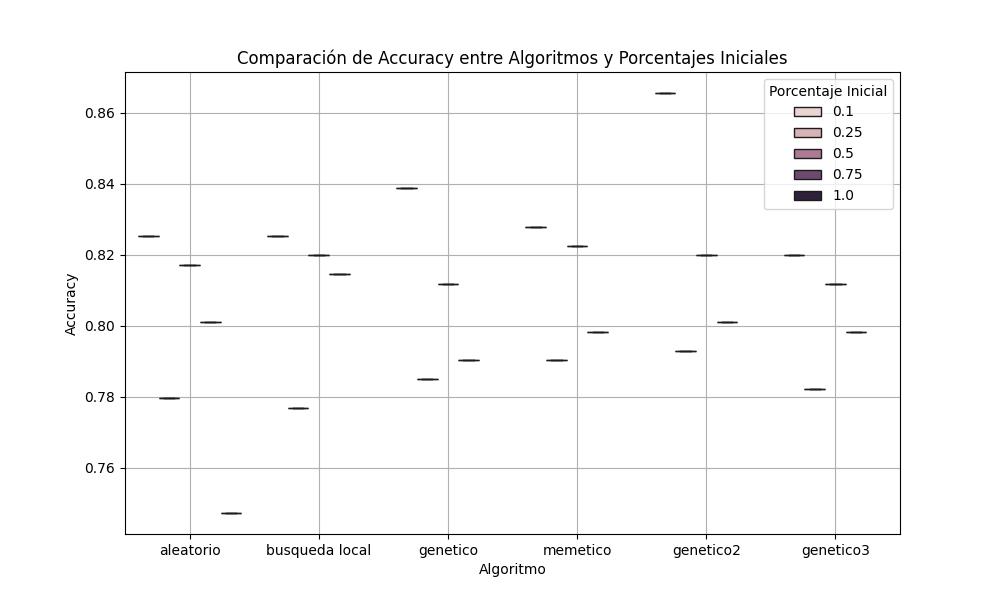 Comparación de Accuracy entre Algoritmos y Porcentajes Iniciales
Porcentaje Inicial
0.1
0.25
0.5
0.75
1.0
Accuracy
0.86
0.84
0.82
0.80
0.78
0.76
aleatorio
busqueda local
genetico
memetico
genetico2
genetico3
Algoritmo